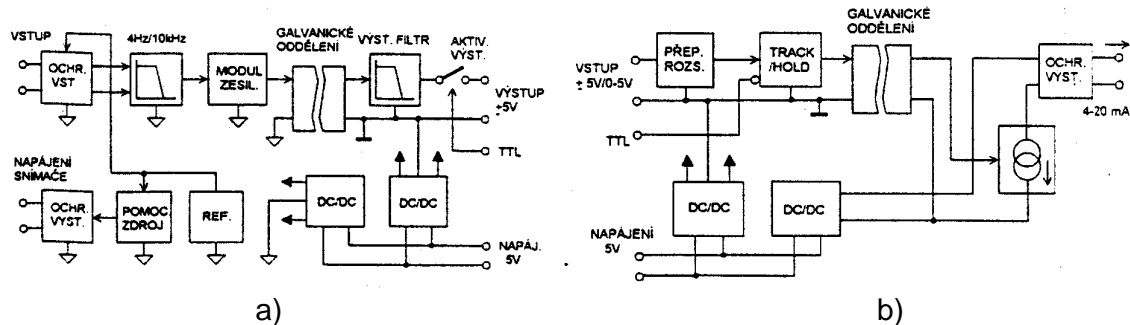 VSTUP
4Hz/10kHz
OCHR.
VST
MODUL
ZESIL.
GALVANICKÉ
ODDĚLENÍ
VÝST. FILTR
AKTIV.
VÝST.
VÝSTUP
±5V
TTL
NAPÁJENÍ
SNÍMAČE
OCHR.
VÝST.
POMOC
ZDROJ
REF.
DC/DC
DC/DC
NAPÁJ.
5V
a)
VSTUP
± 5V/0-5V
PŘEP.
ROZS.
TRACK
/HOLD
GALVANICKÉ
ODDĚLENÍ
OCHR.
VÝST.
4-20 mA
TTL
DC/DC
DC/DC
NAPÁJENÍ
5V
b)